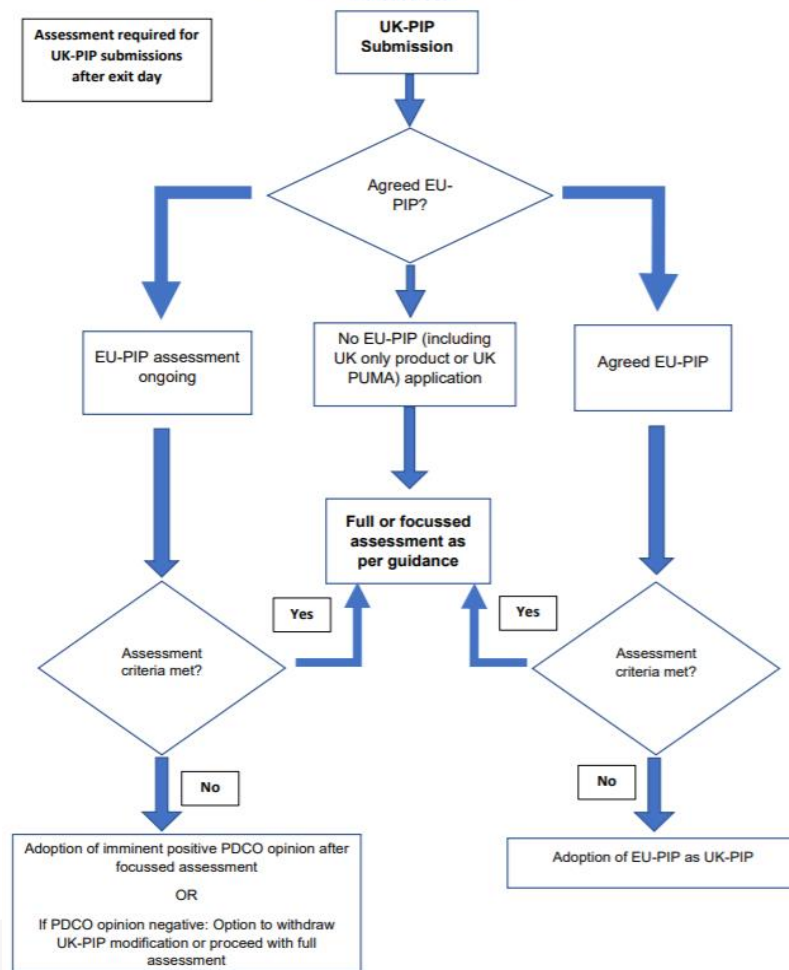 Assessment required for
UK-PIP submissions
after exit day
UK-PIP
Submission
Agreed EU-
PIP?
EU-PIP assessment
ongoing
No EU-PIP (including
UK only product or UK
PUMA) application
Agreed EU-PIP
Full or focussed
assessment as
per guidance
Yes
Yes
Assessment
criteria met?
Assessment
criteria met?
No
No
Adoption of imminent positive PDCO opinion after
focussed assessment
OR
If PDCO opinion negative: Option to withdraw
UK-PIP modification or proceed with full
assessment
Adoption of EU-PIP as UK-PIP